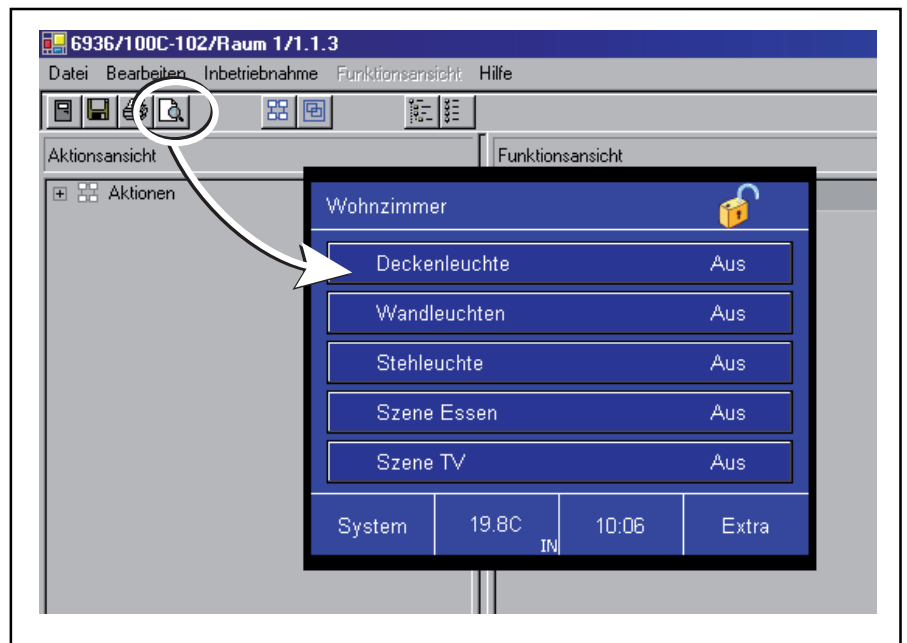 6936/100C-102/Raum 1/1.1.3
Datei Bearbeiten Inbetriebnahme Funktionsansicht Hilfe
Aktionsansicht Funktionsansicht
Aktionen
Wohnzimmer
Deckenleuchte Aus
Wandleuchten Aus
Stehleuchte Aus
Szene Essen Aus
Szene TV Aus
System 19.8C IN 10:06 Extra